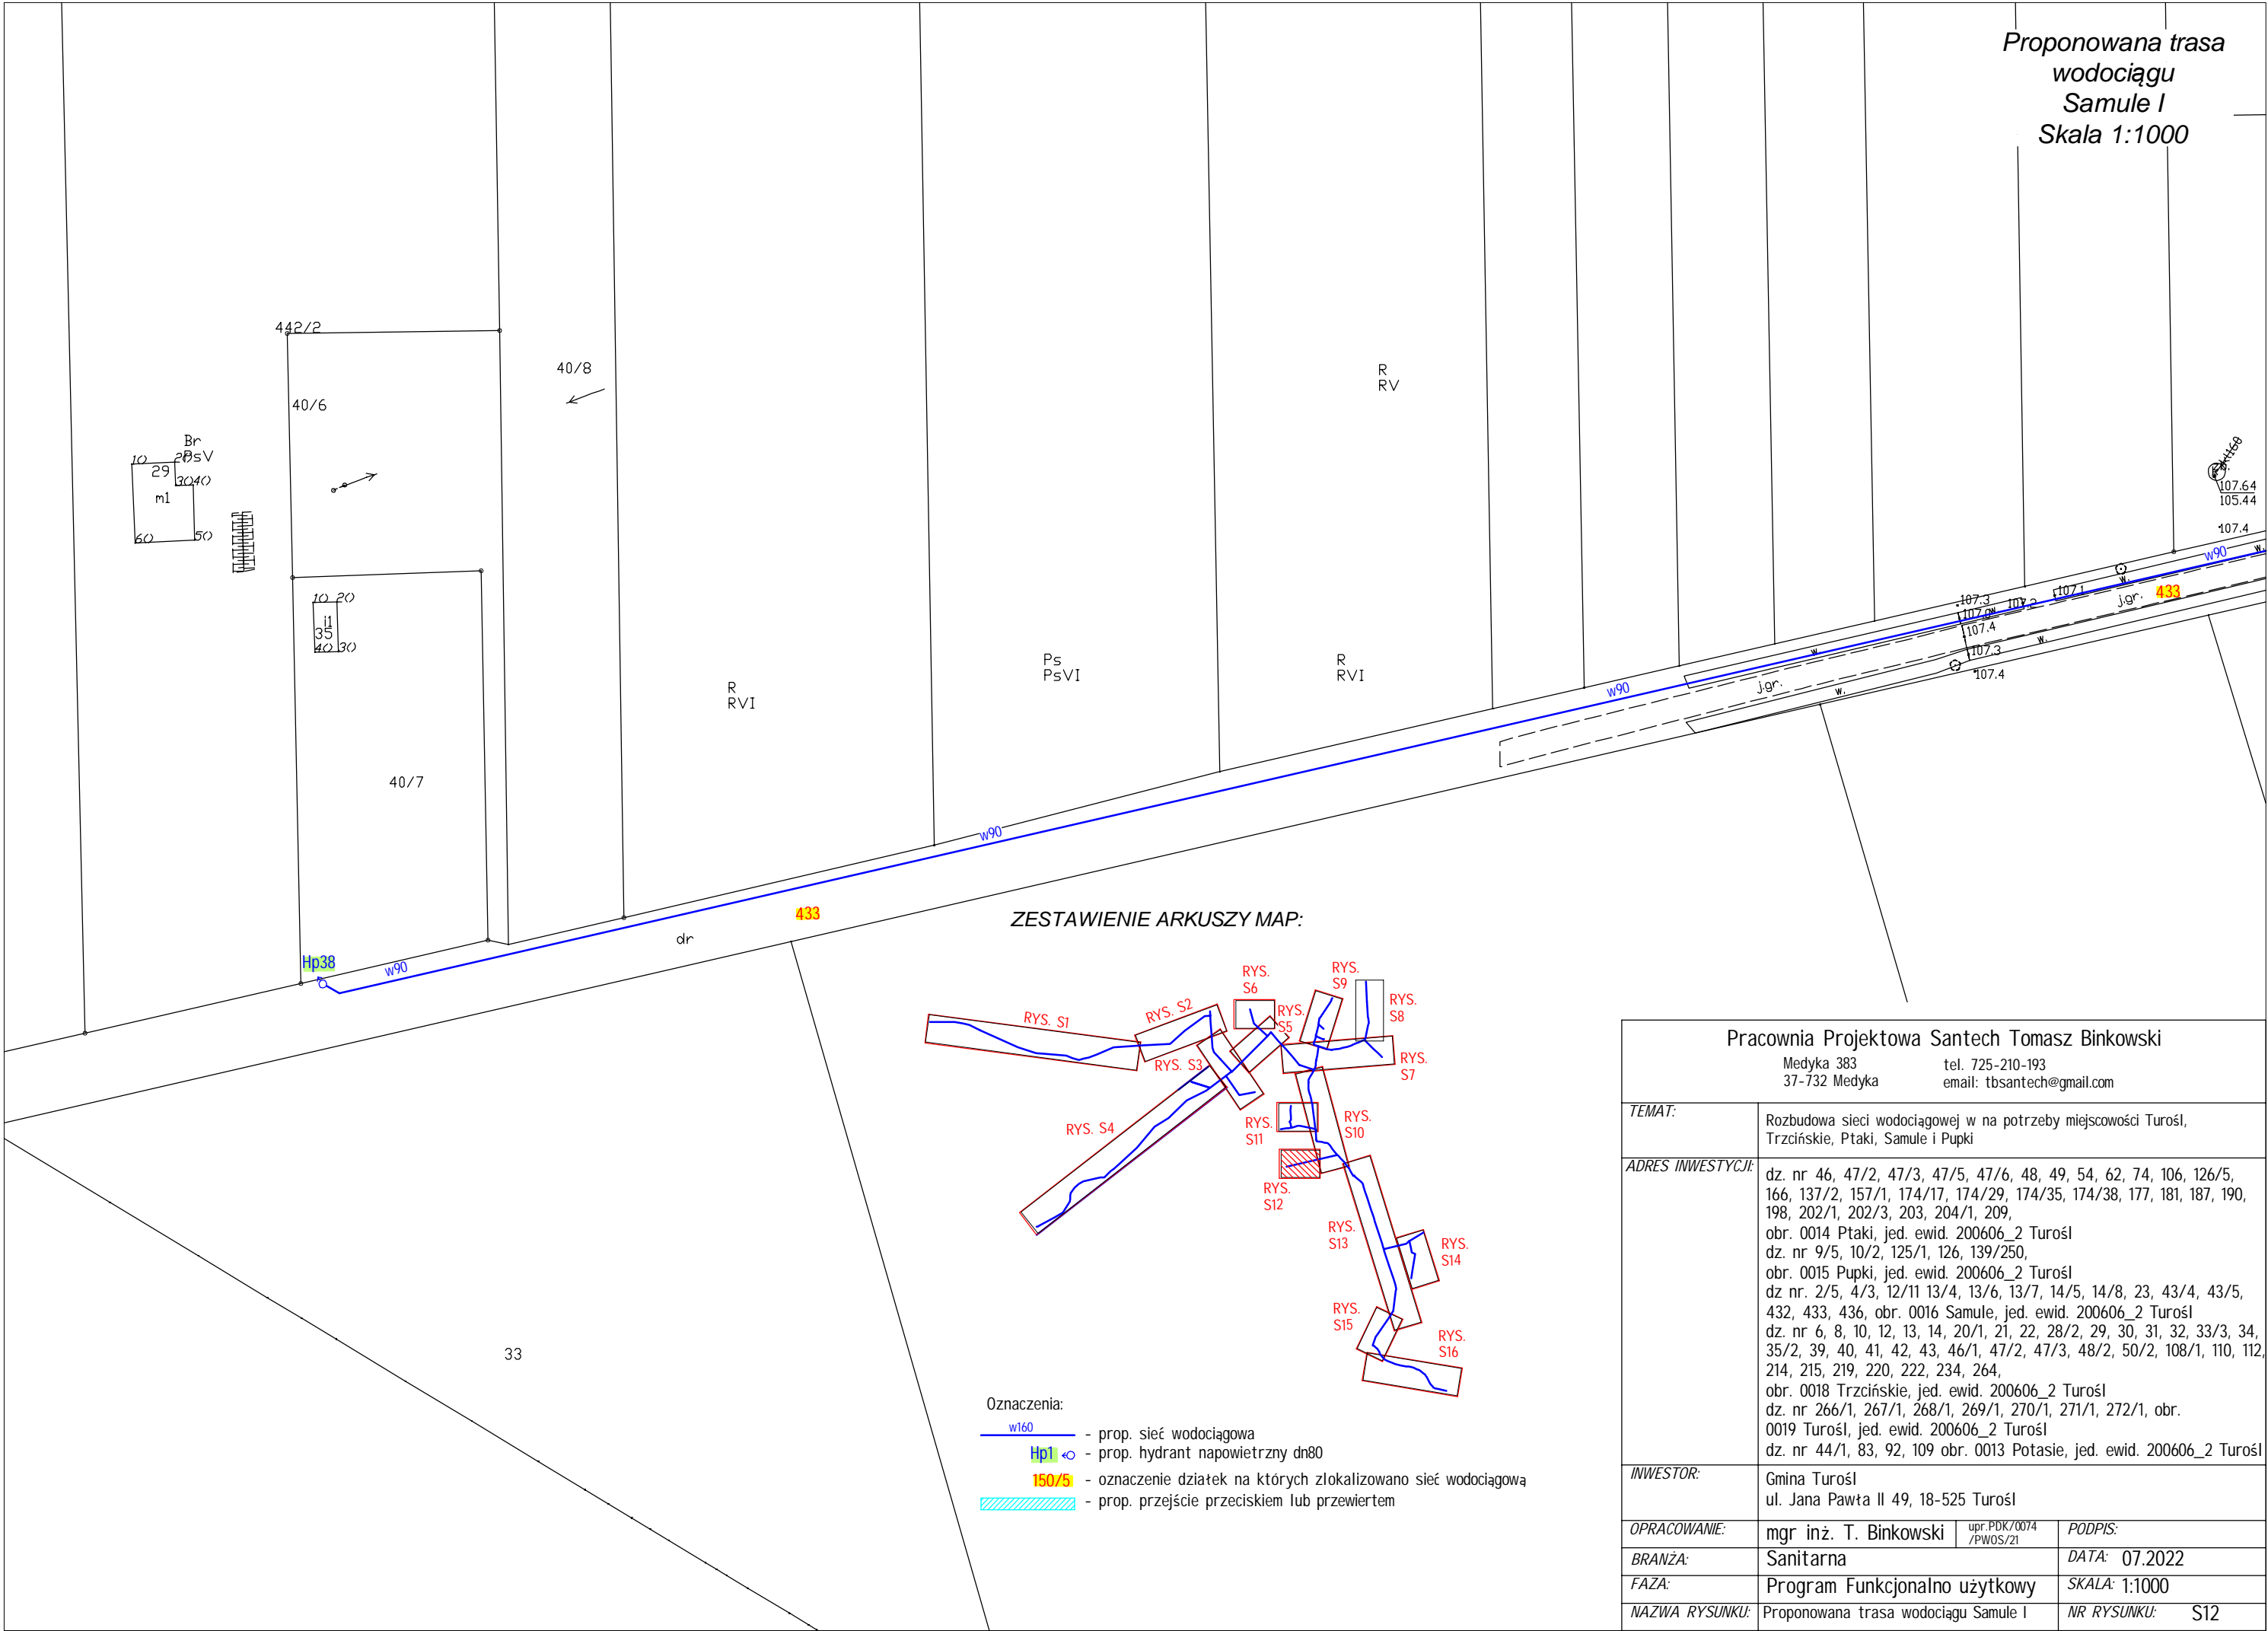 Proponowana trasa
wodociągu
Samule I
Skala 1:1000
442/2
40/8
40/6
R
RV
Br
PsV
10
20
29
3040
m1
60
50
107.64
105.44
107.4
w90
w.
w.
107.1
j.gr.
433
107.3
107.2
w.
107.4
107.3
w.
107.4
10 20
i1
35
40 30
Ps
PsVI
R
RVI
R
RVI
w.
w90
j.gr.
w.
40/7
w90
433
dr
Hp38
w90
33
ZESTAWIENIE ARKUSZY MAP:
RYS. S1
RYS. S2
RYS.
S6
RYS.
S5
RYS.
S9
RYS.
S8
RYS. S3
RYS.
S7
RYS. S4
RYS.
S11
RYS.
S10
RYS.
S12
RYS.
S13
RYS.
S14
RYS.
S15
RYS.
S16
Oznaczenia:
w160 - prop. sieć wodociągowa
Hp1 - prop. hydrant napowietrzny dn80
150/5 - oznaczenie działek na których zlokalizowano sieć wodociągową
- prop. przejście przeciskiem lub przewiertem
Pracownia Projektowa Santech Tomasz Binkowski
Medyka 383 tel. 725-210-193
37-732 Medyka email: tbsantech@gmail.com
TEMAT:
Rozbudowa sieci wodociągowej w na potrzeby miejscowości Turośl,
Trzcińskie, Ptaki, Samule i Pupki
ADRES INWESTYCJI:
dz. nr 46, 47/2, 47/3, 47/5, 47/6, 48, 49, 54, 62, 74, 106, 126/5,
166, 137/2, 157/1, 174/17, 174/29, 174/35, 174/38, 177, 181, 187, 190,
198, 202/1, 202/3, 203, 204/1, 209,
obr. 0014 Ptaki, jed. ewid. 200606_2 Turośl
dz. nr 9/5, 10/2, 125/1, 126, 139/250,
obr. 0015 Pupki, jed. ewid. 200606_2 Turośl
dz nr. 2/5, 4/3, 12/11 13/4, 13/6, 13/7, 14/5, 14/8, 23, 43/4, 43/5,
432, 433, 436, obr. 0016 Samule, jed. ewid. 200606_2 Turośl
dz. nr 6, 8, 10, 12, 13, 14, 20/1, 21, 22, 28/2, 29, 30, 31, 32, 33/3, 34,
35/2, 39, 40, 41, 42, 43, 46/1, 47/2, 47/3, 48/2, 50/2, 108/1, 110, 112,
214, 215, 219, 220, 222, 234, 264,
obr. 0018 Trzcińskie, jed. ewid. 200606_2 Turośl
dz. nr 266/1, 267/1, 268/1, 269/1, 270/1, 271/1, 272/1, obr.
0019 Turośl, jed. ewid. 200606_2 Turośl
dz. nr 44/1, 83, 92, 109 obr. 0013 Potasie, jed. ewid. 200606_2 Turośl
INWESTOR:
Gmina Turośl
ul. Jana Pawła II 49, 18-525 Turośl
OPRACOWANIE: mgr inż. T. Binkowski upr.PDK/0074
/PWOS/21
PODPIS:
BRANŻA: Sanitarna DATA: 07.2022
FAZA: Program Funkcjonalno użytkowy SKALA: 1:1000
NAZWA RYSUNKU: Proponowana trasa wodociągu Samule I NR RYSUNKU: S12